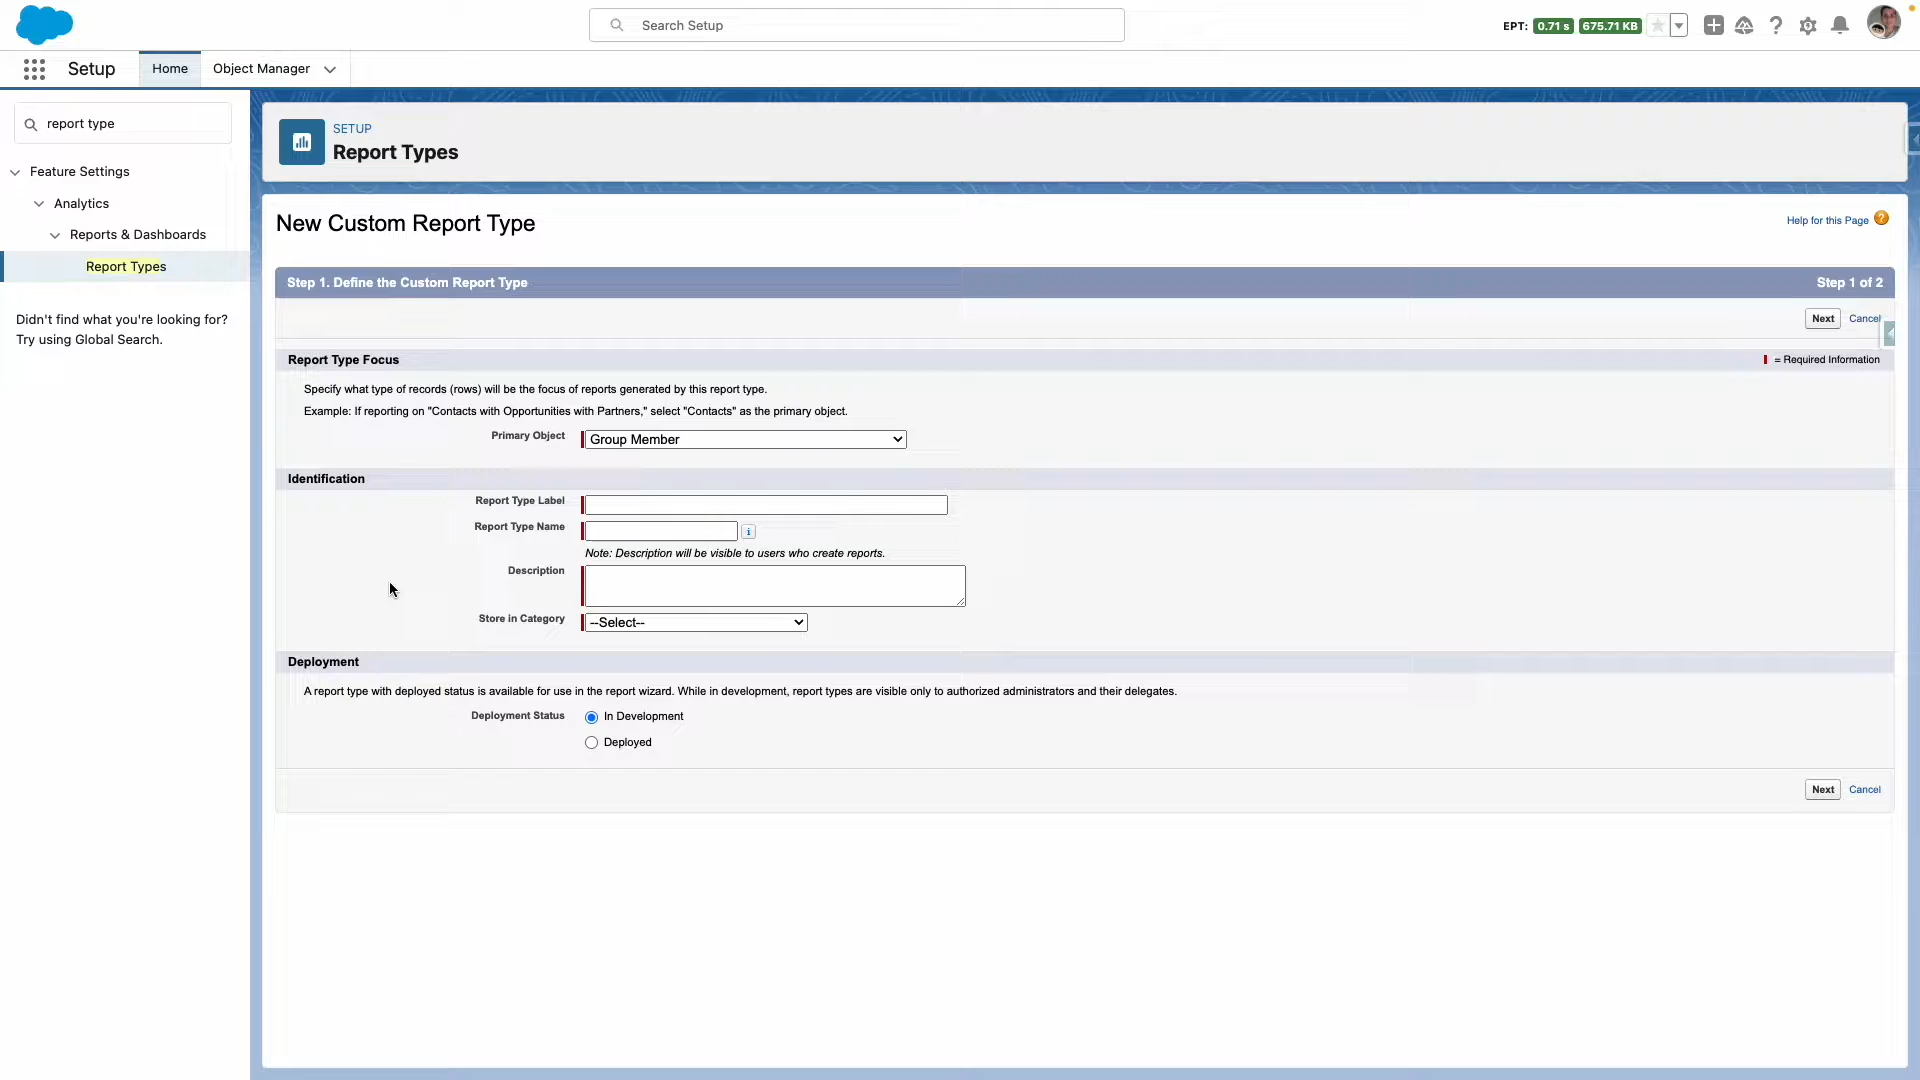 Search Setup
EPT: 0.71 s 675.71 KB
Setup
Home
Object Manager
report type
Feature Settings
Analytics
Reports & Dashboards
Report Types
Didn't find what you're looking for?
Try using Global Search.
SETUP
Report Types
New Custom Report Type
Help for this Page
Step 1. Define the Custom Report Type
Step 1 of 2
Next Cancel
Report Type Focus
= Required Information
Specify what type of records (rows) will be the focus of reports generated by this report type.
Example: If reporting on "Contacts with Opportunities with Partners," select "Contacts" as the primary object.
Primary Object Group Member
Identification
Report Type Label
Report Type Name
Note: Description will be visible to users who create reports.
Description
Store in Category --Select--
Deployment
A report type with deployed status is available for use in the report wizard. While in development, report types are visible only to authorized administrators and their delegates.
Deployment Status In Development
Deployed
Next Cancel